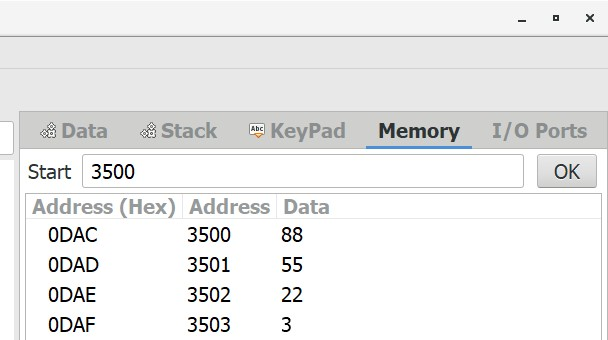 Data Stack Abc KeyPad Memory I/O Ports
Start 3500 OK
Address (Hex) Address Data
0DAC 3500 88
0DAD 3501 55
0DAE 3502 22
0DAF 3503 3